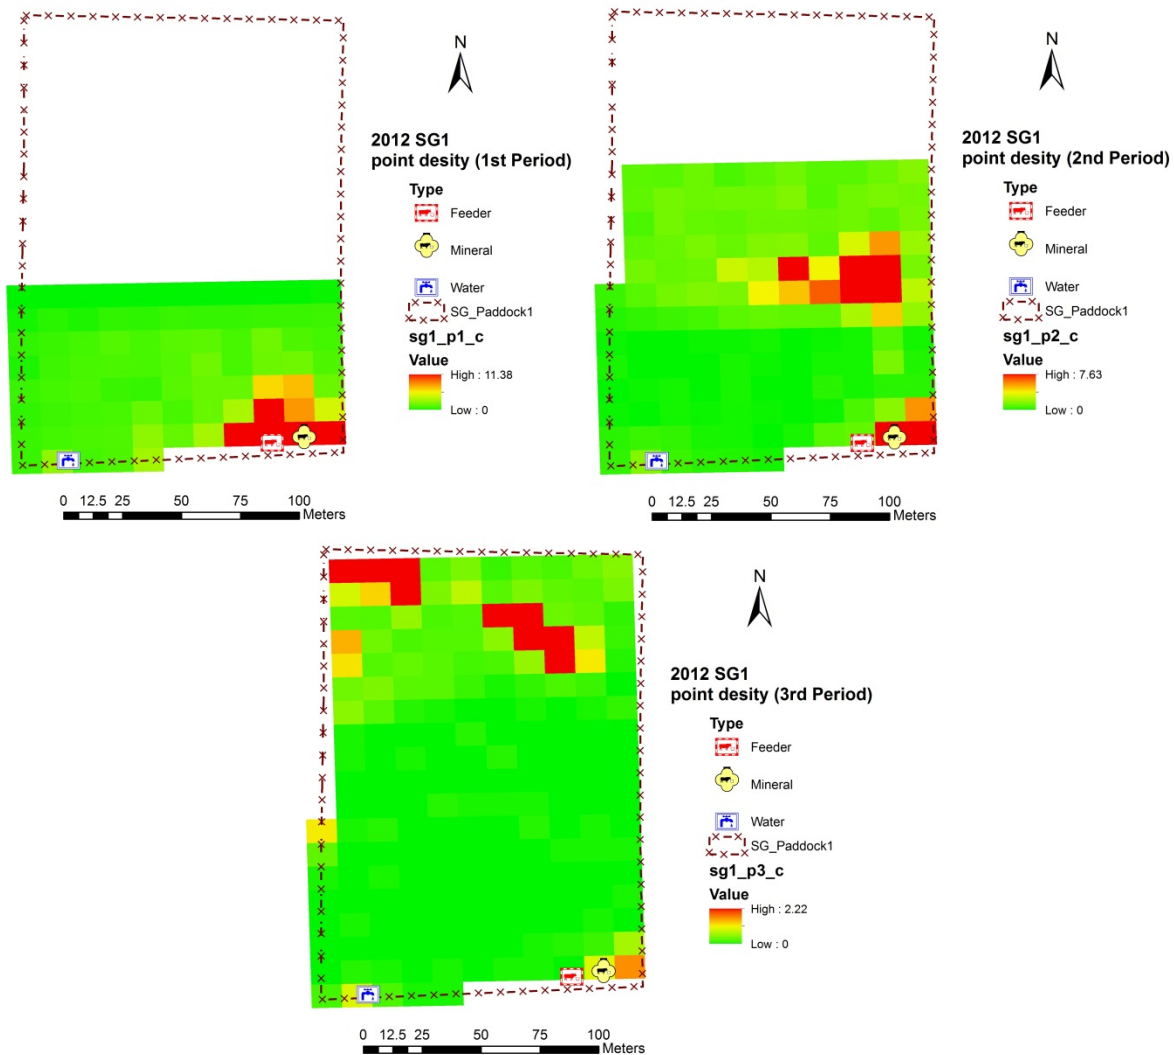 N
2012 SG1
point desity (1st Period)
Type
Feeder
Mineral
Water
SG_Paddock1
sg1_p1_c
Value
High : 11.38
Low : 0
0 12.5 25 50 75 100
Meters
N
2012 SG1
point desity (2nd Period)
Type
Feeder
Mineral
Water
SG_Paddock1
sg1_p2_c
Value
High : 7.63
Low : 0
0 12.5 25 50 75 100
Meters
N
2012 SG1
point desity (3rd Period)
Type
Feeder
Mineral
Water
SG_Paddock1
sg1_p3_c
Value
High : 2.22
Low : 0
0 12.5 25 50 75 100
Meters